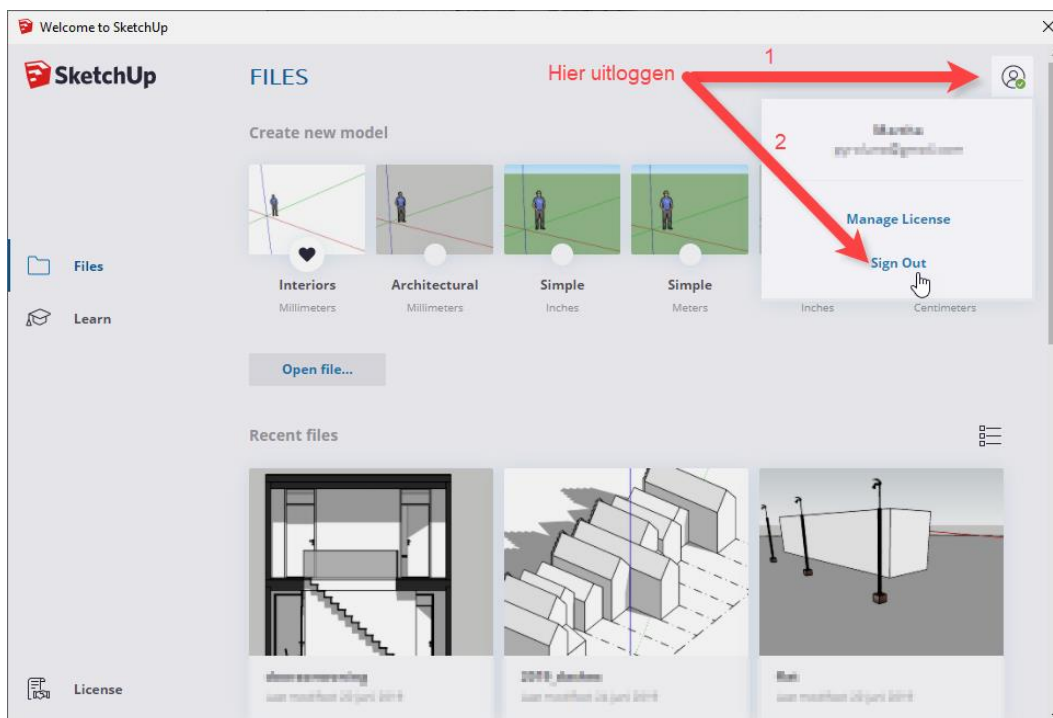 Welcome to SketchUp
SketchUp
FILES
Hier uitloggen
1
2
Create new model
Manage License
Sign Out
Files
Learn
Interiors
Architectural
Simple
Simple
Millimeters
Millimeters
Inches
Meters
Inches
Centimeters
Open file...
Recent files
License